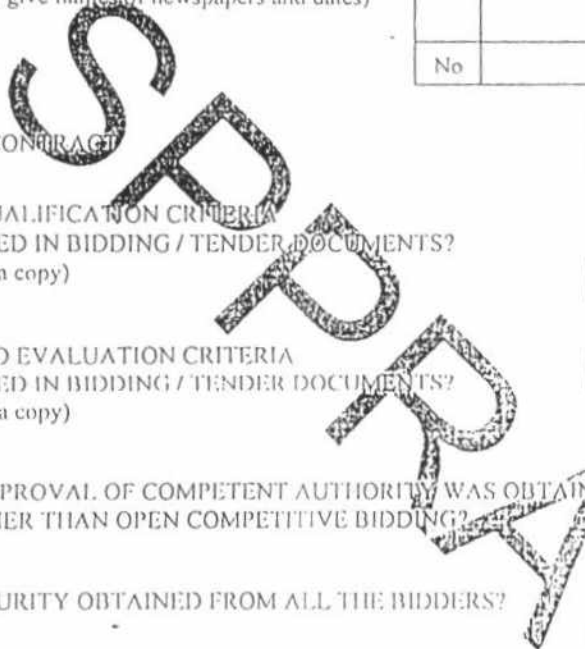 give names of newspapers and dates)
No
CONTRACT
UALIFICATION CRITERIA
ED IN BIDDING / TENDER DOCUMENTS?
a copy)
D EVALUATION CRITERIA
ED IN BIDDING / TENDER DOCUMENTS?
a copy)
PROVAL OF COMPETENT AUTHORITY WAS OBTAIN
HER THAN OPEN COMPETITIVE BIDDING?
URITY OBTAINED FROM ALL THE BIDDERS?
SPPRA